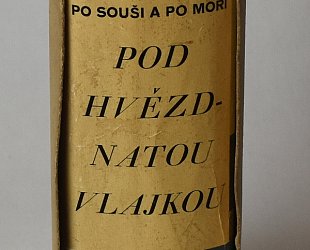 PO SOUŠI A PO MOŘI
POD
HVĚZD-
NATOU
VLAJKOU